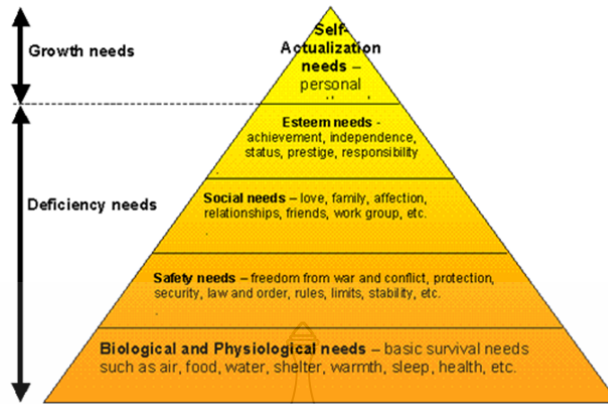 Self-
Actualization
needs –
personal
Growth needs
Esteem needs -
achievement, independence,
status, prestige, responsibility
Deficiency needs
Social needs – love, family, affection,
relationships, friends, work group, etc.
Safety needs – freedom from war and conflict, protection,
security, law and order, rules, limits, stability, etc.
Biological and Physiological needs – basic survival needs
such as air, food, water, shelter, warmth, sleep, health, etc.